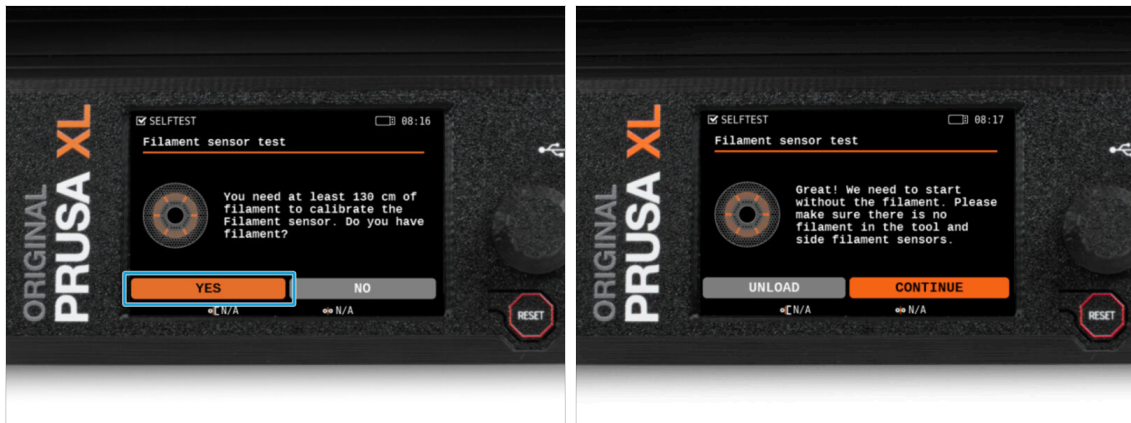 ORIGINAL
PRUSA XL
SELFTEST
08:16
Filament sensor test
You need at least 130 cm of
filament to calibrate the
Filament sensor. Do you have
filament?
YES
NO
N/A
N/A
RESET
ORIGINAL
PRUSA XL
SELFTEST
08:17
Filament sensor test
Great! We need to start
without the filament. Please
make sure there is no
filament in the tool and
side filament sensors.
UNLOAD
CONTINUE
N/A
N/A
RESET